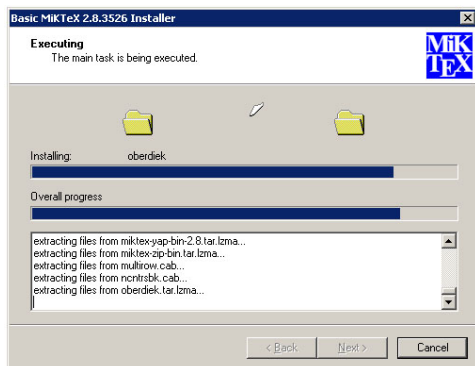 Basic MiKTeX 2.8.3526 Installer
Executing
The main task is being executed.
MiK
TEX
Installing: oberdiek
Overall progress
extracting files from miktex-yap-bin-2.8.tar.lzma...
extracting files from miktex-zip-bin.tar.lzma...
extracting files from multirow.cab...
extracting files from ncntrsbk.cab...
extracting files from oberdiek.tar.lzma...
< Back
Next >
Cancel